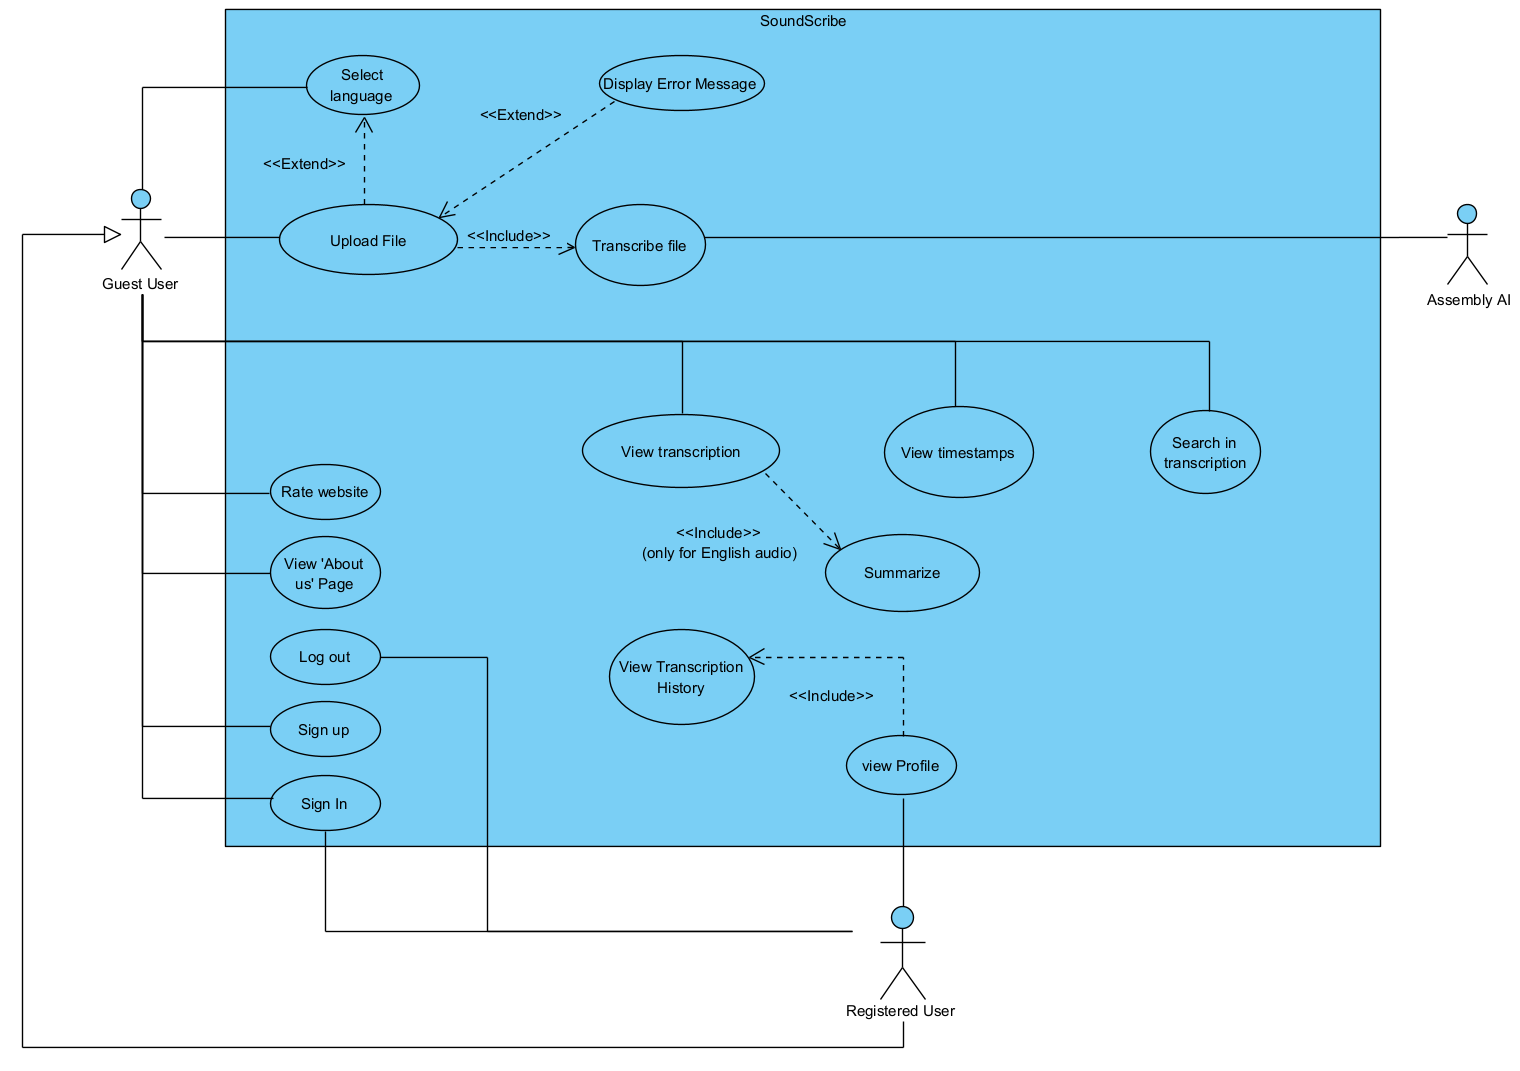 SoundScribe
Select
language
Display Error Message
<<Extend>>
<<Extend>>
Upload File
<<Include>>
Transcribe file
Guest User
Assembly AI
View transcription
View timestamps
Search in
transcription
Rate website
<<Include>>
(only for English audio)
View 'About
us' Page
Summarize
Log out
View Transcription
History
<<Include>>
Sign up
view Profile
Sign In
Registered User